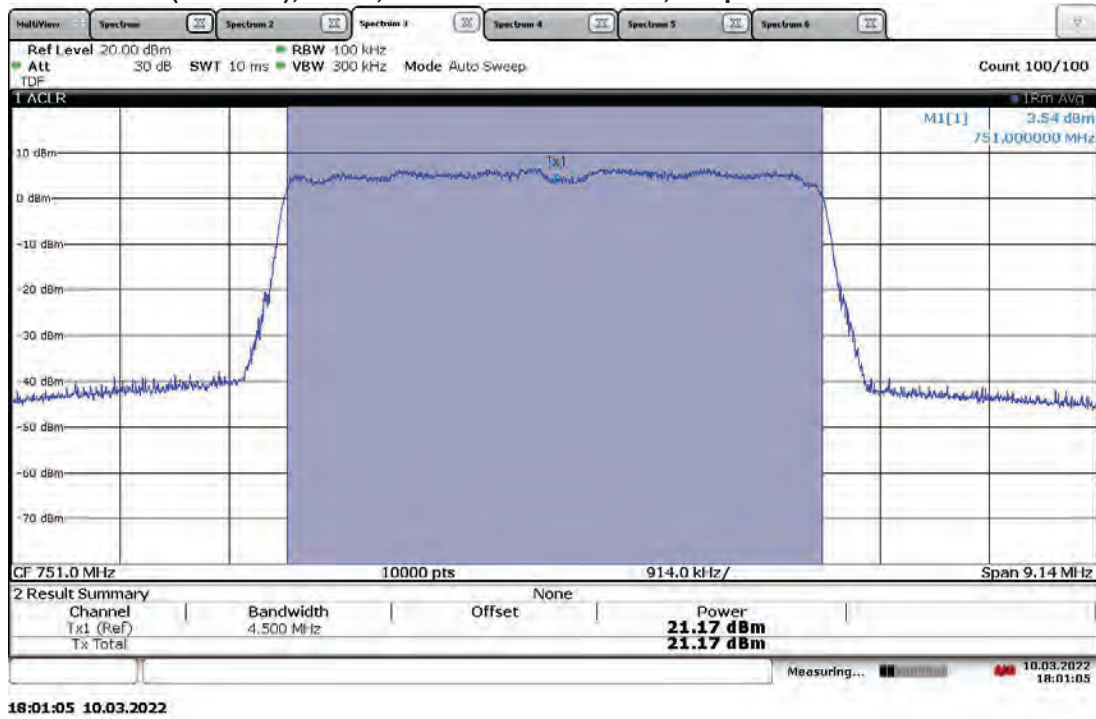 MultiView Spectrum Spectrum 2 Spectrum 3 Spectrum 4 Spectrum 5 Spectrum 6
Ref Level 20.00 dBm RBW 100 kHz
Att 30 dB SWT 10 ms VBW 300 kHz Mode Auto Sweep Count 100/100
TDF
1 ACLR 1Rm Avg
M1[1] 3.54 dBm
751.000000 MHz
10 dBm
Tx1
0 dBm
-10 dBm
-20 dBm
-30 dBm
-40 dBm
-50 dBm
-60 dBm
-70 dBm
CF 751.0 MHz 10000 pts 914.0 kHz/ Span 9.14 MHz
2 Result Summary None
Channel Bandwidth Offset Power
Tx1 (Ref) 4.500 MHz 21.17 dBm
Tx Total 21.17 dBm
Measuring... 10.03.2022
18:01:05
18:01:05 10.03.2022